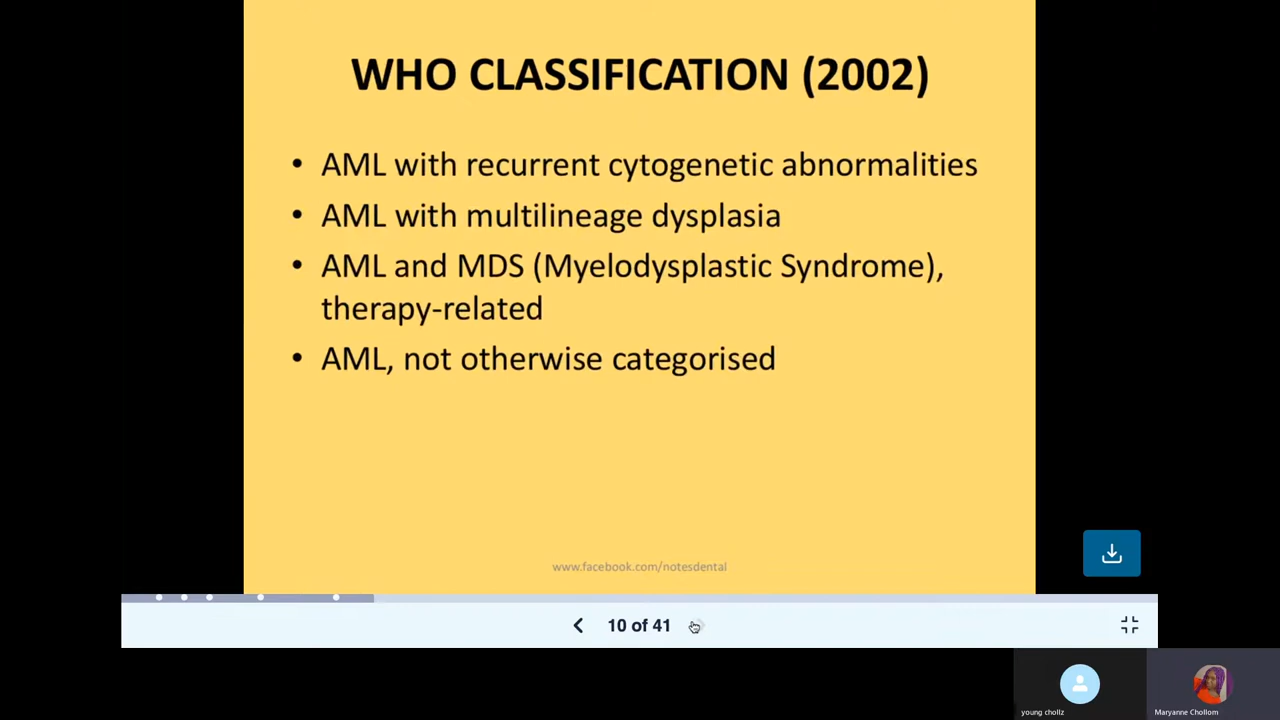 WHO CLASSIFICATION (2002)
• AML with recurrent cytogenetic abnormalities
• AML with multilineage dysplasia
• AML and MDS (Myelodysplastic Syndrome),
therapy-related
• AML, not otherwise categorised
www.facebook.com/notesdental
10 of 41
young chollz
Maryanne Chollom